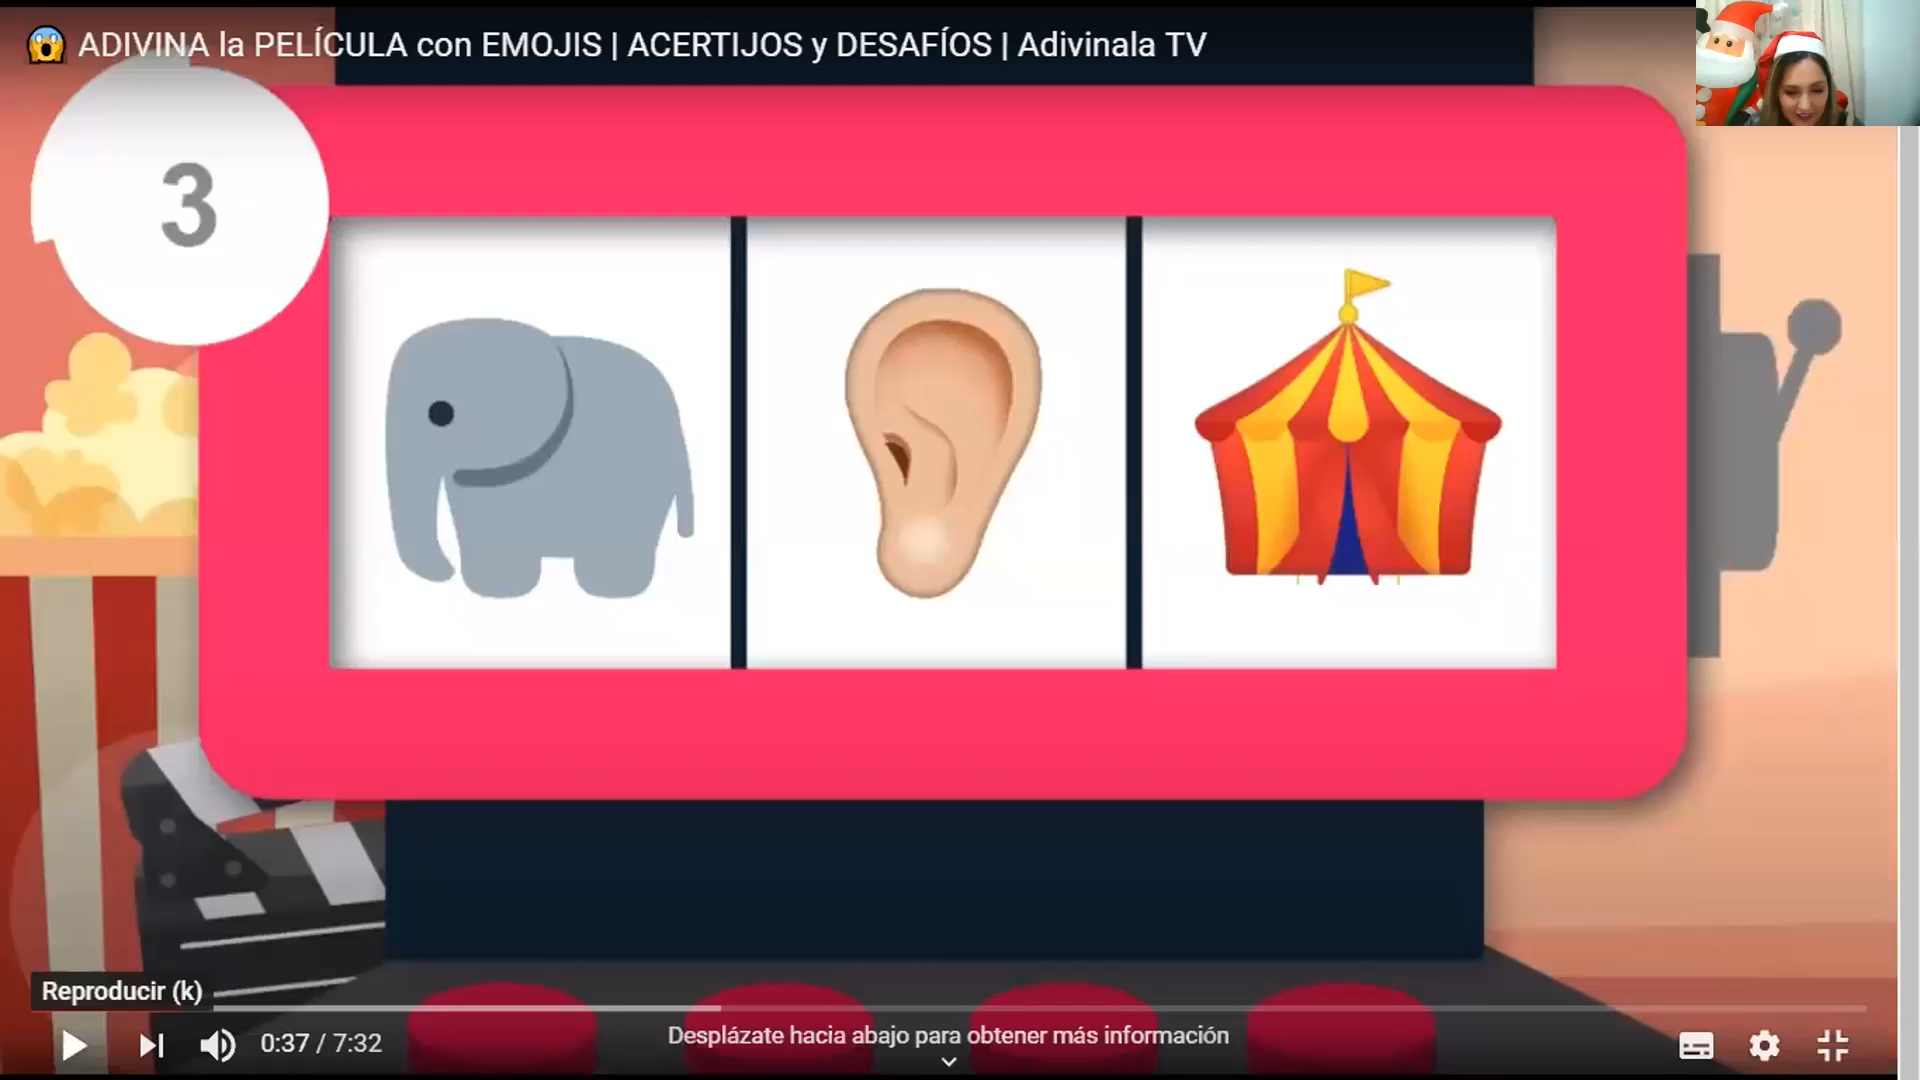 😱 ADIVINA la PELÍCULA con EMOJIS | ACERTIJOS y DESAFÍOS | Adivinala TV
3
Reproducir (k)
0:37 / 7:32
Desplázate hacia abajo para obtener más información